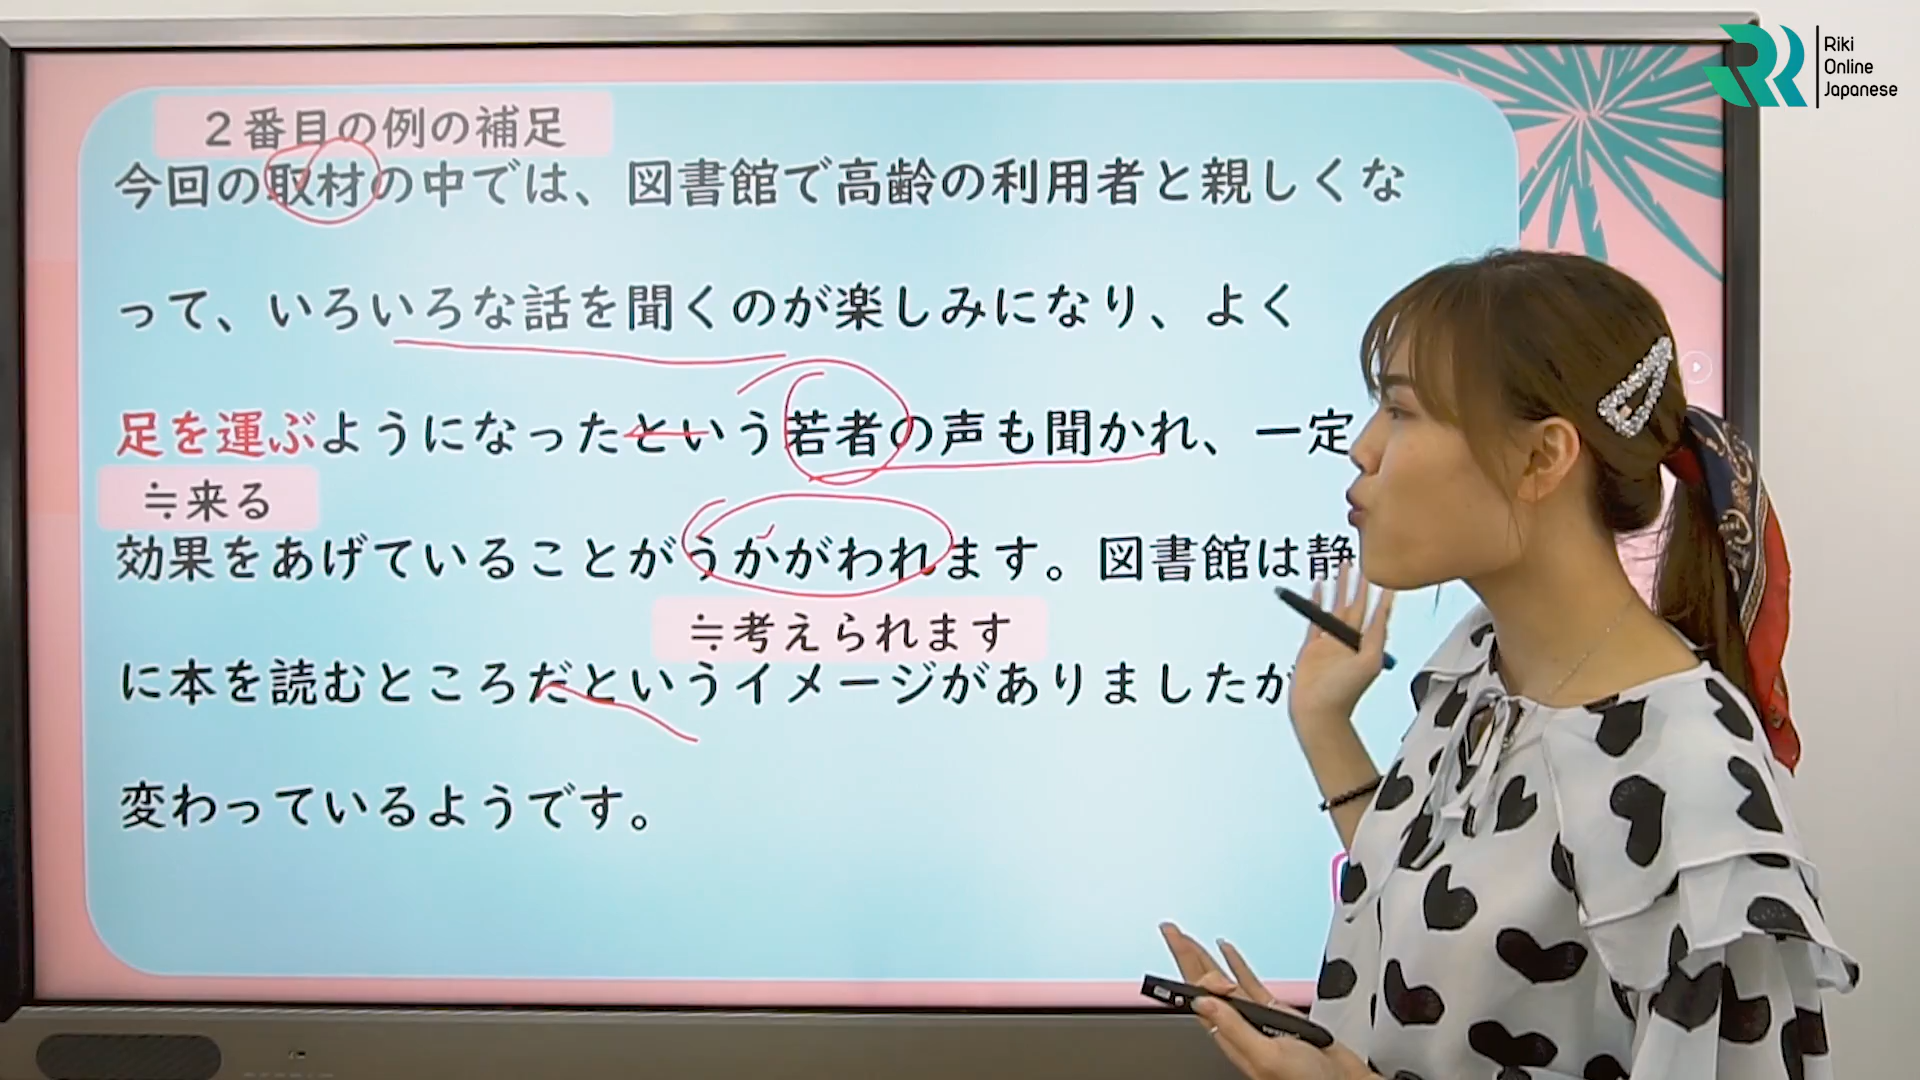 2番目の例の補足
今回の取材の中では、図書館で高齢の利用者と親しくな
って、いろいろな話を聞くのが楽しみになり、よく
足を運ぶようになったという若者の声も聞かれ、一定
≒来る
効果をあげていることがうかがわれます。図書館は静
≒考えられます
に本を読むところだというイメージがありましたが
変わっているようです。
Riki
Online
Japanese